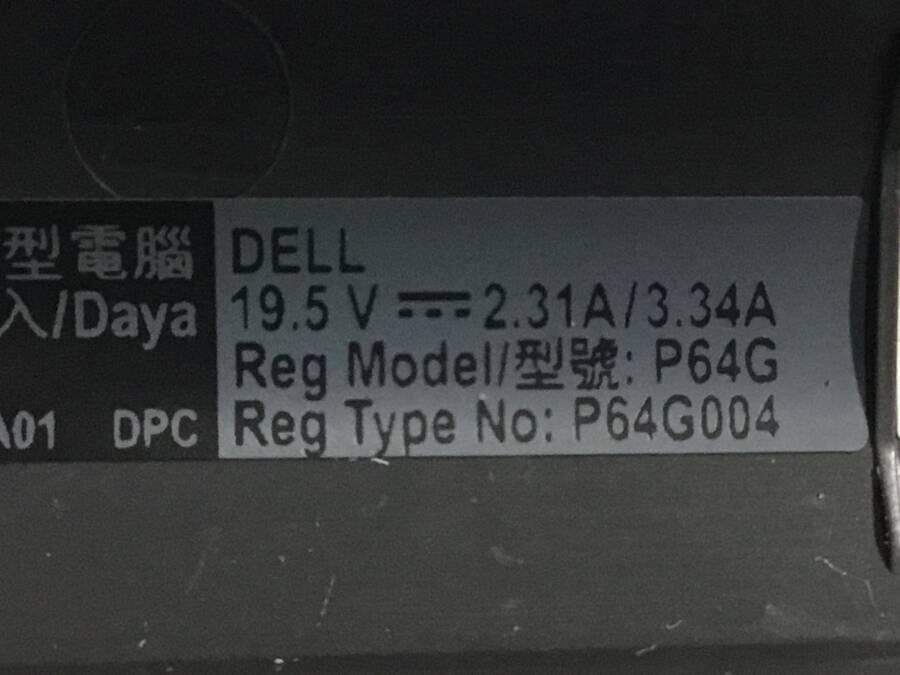 型電腦
入/Daya
A01 DPC
DELL
19.5 V ⎓ 2.31A/3.34A
Reg Model/型號: P64G
Reg Type No: P64G004